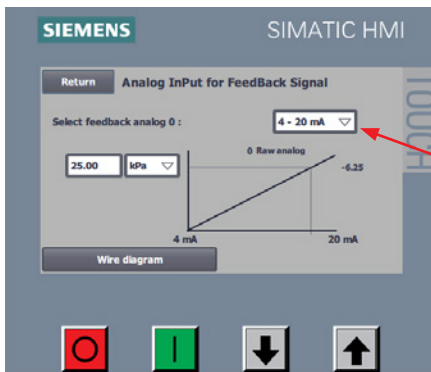 SIEMENS SIMATIC HMI
TOUCH
Return Analog InPut for FeedBack Signal
Select feedback analog 0 : 4 - 20 mA
0 Raw analog
25.00 kPa -6.25
4 mA 20 mA
Wire diagram